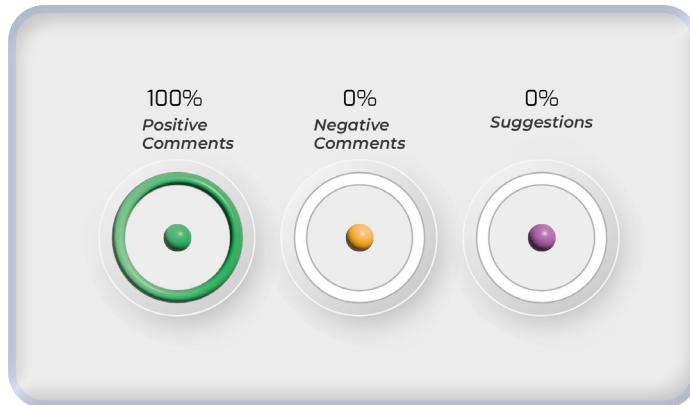 100%
Positive
Comments
0%
Negative
Comments
0%
Suggestions